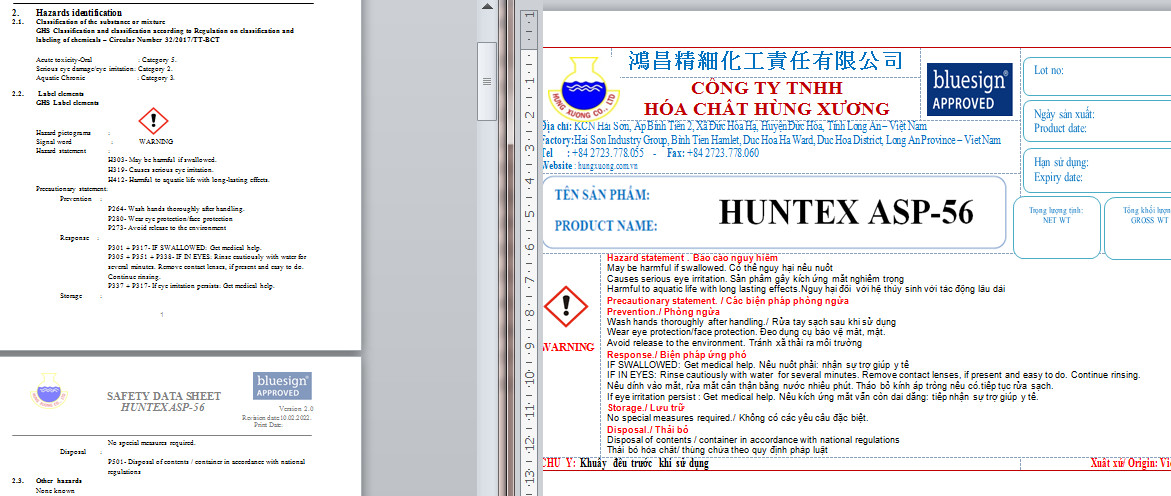 2. Hazards identification
2.1. Classification of the substance or mixture
GHS Classification and classification according to Regulation on classification and
labeling of chemicals – Circular Number 32/2017/TT-BCT
Acute toxicity-Oral : Category 5.
Serious eye damage/eye irritation: Category 2.
Aquatic Chronic : Category 3.
2.2. Label elements
GHS Label elements
Hazard pictograms :
Signal word : WARNING
Hazard statement :
H303- May be harmful if swallowed.
H319- Causes serious eye irritation.
H412- Harmful to aquatic life with long-lasting effects.
Precautionary statement:
Prevention :
P264- Wash hands thoroughly after handling.
P280- Wear eye protection/face protection
P273- Avoid release to the environment
Response :
P301 + P317- IF SWALLOWED: Get medical help.
P305 + P351 + P338- IF IN EYES: Rinse cautiously with water for
several minutes. Remove contact lenses, if present and easy to do.
Continue rinsing.
P337 + P317- If eye irritation persists: Get medical help.
Storage :
1
HUNG XUONG CO., LTD
bluesign®
APPROVED
SAFETY DATA SHEET
HUNTEX ASP-56
Version: 2.0
Revision date:10.02.2022.
Print Date:
No special measures required.
Disposal :
P501- Disposal of contents / container in accordance with national
regulations
2.3. Other hazards
None known
鴻昌精細化工責任有限公司
HUNG XUONG CO., LTD
CÔNG TY TNHH
HÓA CHẤT HÙNG XƯƠNG
bluesign®
APPROVED
Địa chỉ: KCN Hải Sơn, Ấp Bình Tiền 2, Xã Đức Hòa Hạ, Huyện Đức Hòa, Tỉnh Long An – Việt Nam
Factory: Hai Son Industry Group, Bình Tien Hamlet, Duc Hoa Ha Ward, Duc Hoa District, Long An Province – Viet Nam
Tel : +84 2723.778.055 - Fax: +84 2723.778.060
Website : hungxuong.com.vn
Lot no:
Ngày sản xuất:
Product date:
Hạn sử dụng:
Expiry date:
TÊN SẢN PHẨM:
PRODUCT NAME:
HUNTEX ASP-56
Trọng lượng tịnh:
NET WT
Tổng khối lượng
GROSS WT
Hazard statement . Báo cáo nguy hiểm
May be harmful if swallowed. Có thể nguy hại nếu nuốt
Causes serious eye irritation. Sản phẩm gây kích ứng mắt nghiêm trọng
Harmful to aquatic life with long lasting effects.Nguy hại đối với hệ thủy sinh với tác động lâu dài
Precautionary statement. / Các biện pháp phòng ngừa
Prevention./ Phòng ngừa
Wash hands thoroughly after handling./ Rửa tay sạch sau khi sử dụng
Wear eye protection/face protection. Đeo dụng cụ bảo vệ mắt, mặt.
Avoid release to the environment. Tránh xả thải ra môi trường
WARNING
Response./ Biện pháp ứng phó
IF SWALLOWED: Get medical help. Nếu nuốt phải: nhận sự trợ giúp y tế
IF IN EYES: Rinse cautiously with water for several minutes. Remove contact lenses, if present and easy to do. Continue rinsing.
Nếu dính vào mắt, rửa mắt cẩn thận bằng nước nhiều phút. Tháo bỏ kính áp tròng nếu có.tiếp tục rửa sạch.
If eye irritation persist : Get medical help. Nếu kích ứng mắt vẫn còn dai dẳng: tiếp nhận sự trợ giúp y tế.
Storage./ Lưu trữ
No special measures required./ Không có các yêu cầu đặc biệt.
Disposal./ Thải bỏ
Disposal of contents / container in accordance with national regulations
Thải bỏ hóa chất/ thùng chứa theo quy định pháp luật
CHÚ Ý: Khuấy đều trước khi sử dụng
Xuất xứ/ Origin: